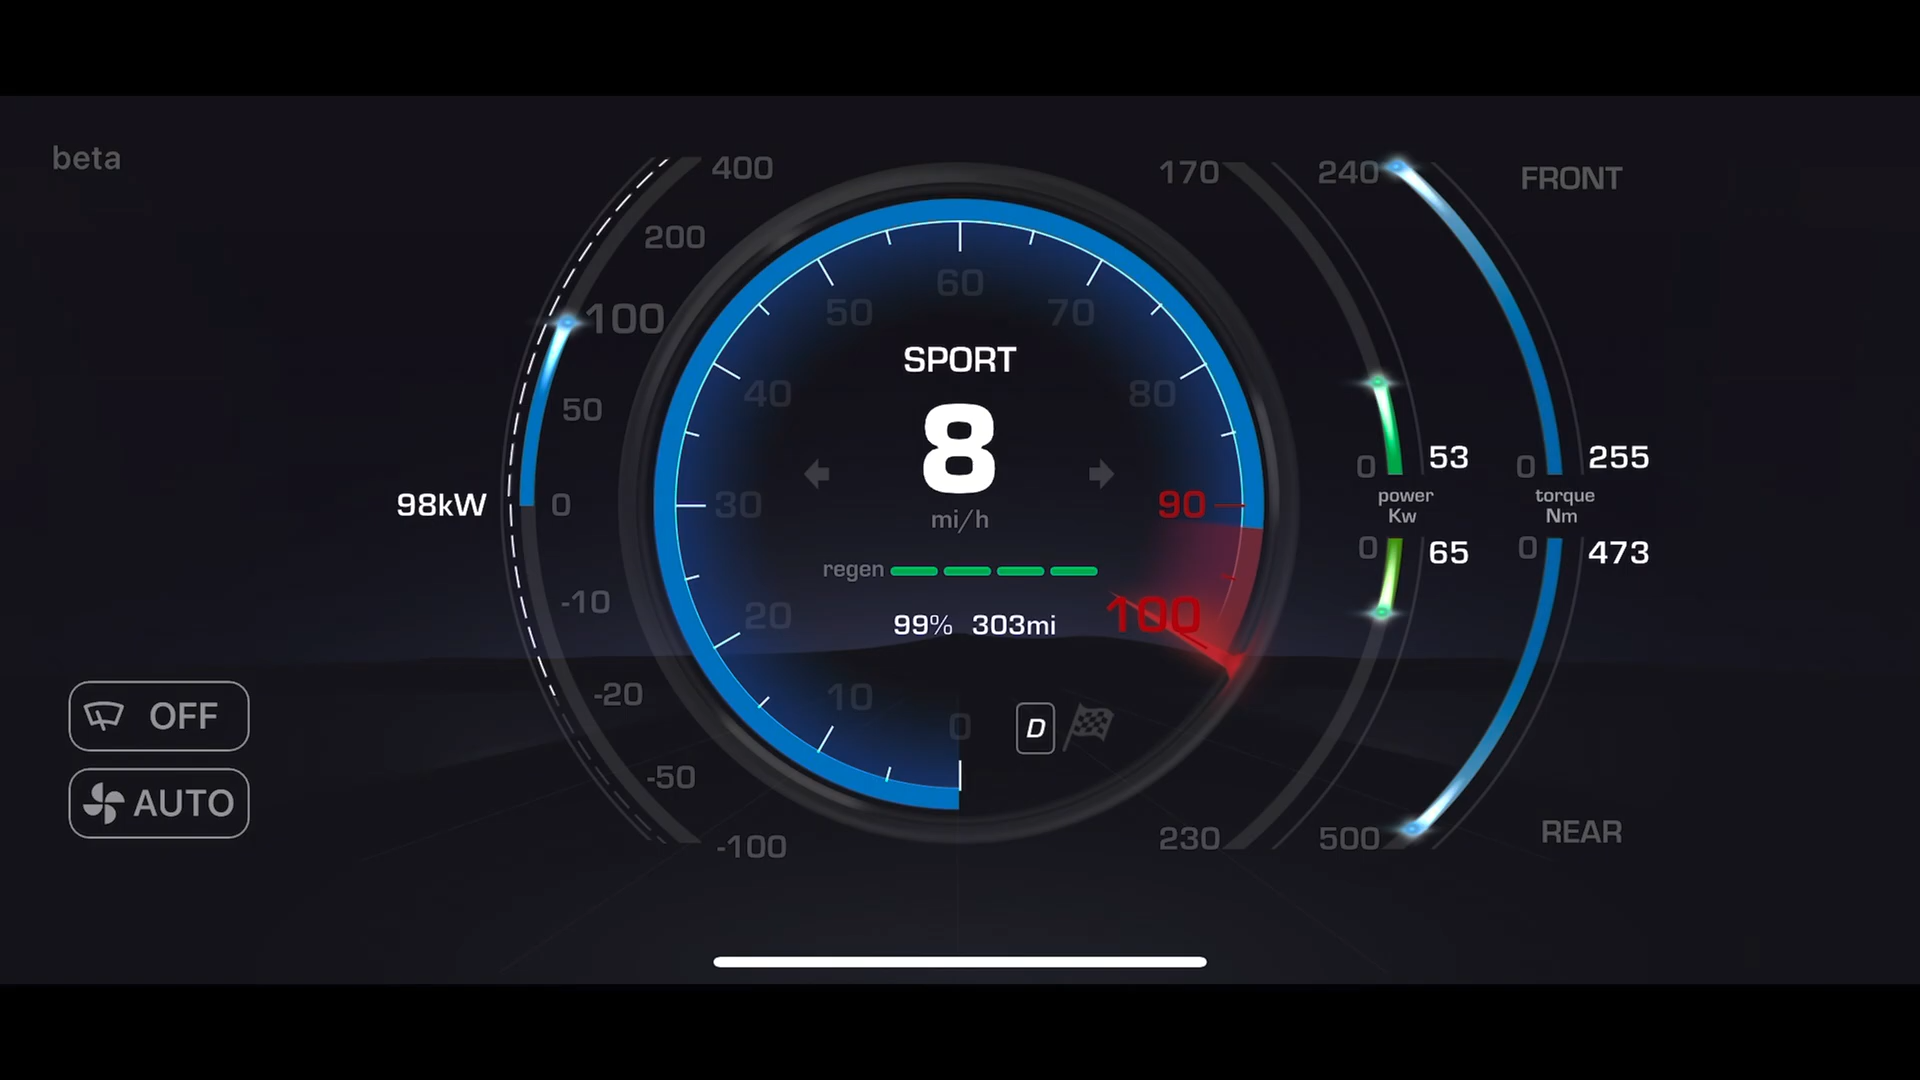 beta
400
200
100
50
0
-10
-20
-50
-100
98kW
0
10
20
30
40
50
60
70
80
90
100
SPORT
8
mi/h
regen
99% 303mi
D
170
240
FRONT
0 53
0 255
power
Kw
torque
Nm
0 65
0 473
230
500
REAR
OFF
AUTO